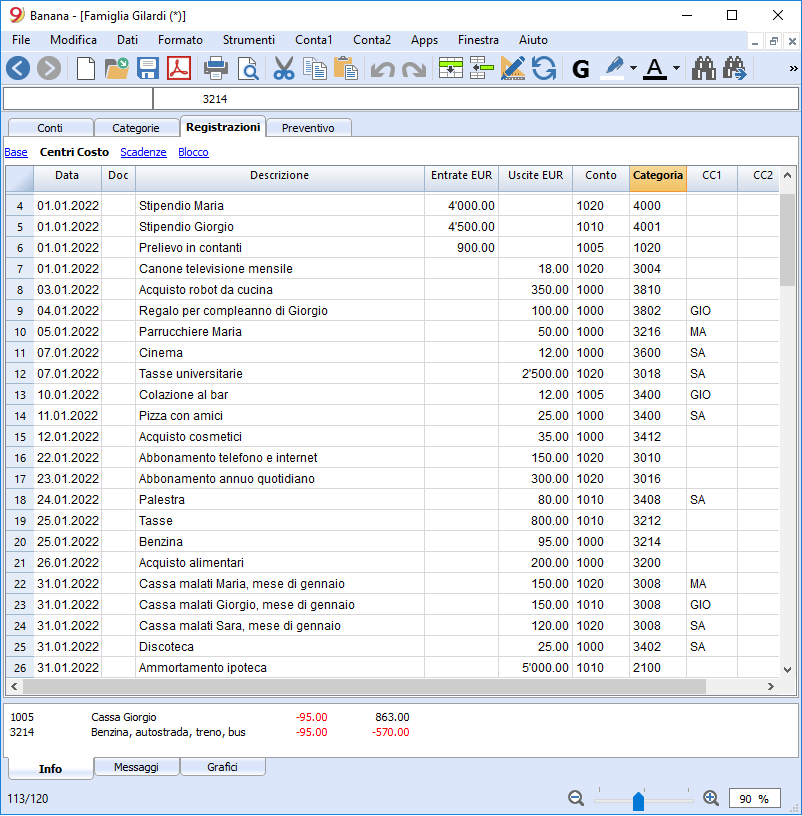 Banana - [Famiglia Gilardi (*)]
File Modifica Dati Formato Strumenti Conta1 Conta2 Apps Finestra Aiuto
G A »
3214
Conti Categorie Registrazioni Preventivo
Base Centri Costo Scadenze Blocco
Data Doc Descrizione Entrate EUR Uscite EUR Conto Categoria CC1 CC2
4 01.01.2022 Stipendio Maria 4'000.00 1020 4000
5 01.01.2022 Stipendio Giorgio 4'500.00 1010 4001
6 01.01.2022 Prelievo in contanti 900.00 1005 1020
7 01.01.2022 Canone televisione mensile 18.00 1020 3004
8 03.01.2022 Acquisto robot da cucina 350.00 1000 3810
9 04.01.2022 Regalo per compleanno di Giorgio 100.00 1000 3802 GIO
10 05.01.2022 Parrucchiere Maria 50.00 1000 3216 MA
11 07.01.2022 Cinema 12.00 1000 3600 SA
12 07.01.2022 Tasse universitarie 2'500.00 1020 3018 SA
13 10.01.2022 Colazione al bar 12.00 1005 3400 GIO
14 11.01.2022 Pizza con amici 25.00 1000 3400 SA
15 12.01.2022 Acquisto cosmetici 35.00 1000 3412
16 22.01.2022 Abbonamento telefono e internet 150.00 1020 3010
17 23.01.2022 Abbonamento annuo quotidiano 300.00 1020 3016
18 24.01.2022 Palestra 80.00 1010 3408 SA
19 25.01.2022 Tasse 800.00 1010 3212
20 25.01.2022 Benzina 95.00 1000 3214
21 26.01.2022 Acquisto alimentari 200.00 1000 3200
22 31.01.2022 Cassa malati Maria, mese di gennaio 150.00 1020 3008 MA
23 31.01.2022 Cassa malati Giorgio, mese di gennaio 150.00 1010 3008 GIO
24 31.01.2022 Cassa malati Sara, mese di gennaio 120.00 1020 3008 SA
25 31.01.2022 Discoteca 25.00 1000 3402 SA
26 31.01.2022 Ammortamento ipoteca 5'000.00 1010 2100
1005 Cassa Giorgio -95.00 863.00
3214 Benzina, autostrada, treno, bus -95.00 -570.00
Info Messaggi Grafici
113/120 90 %